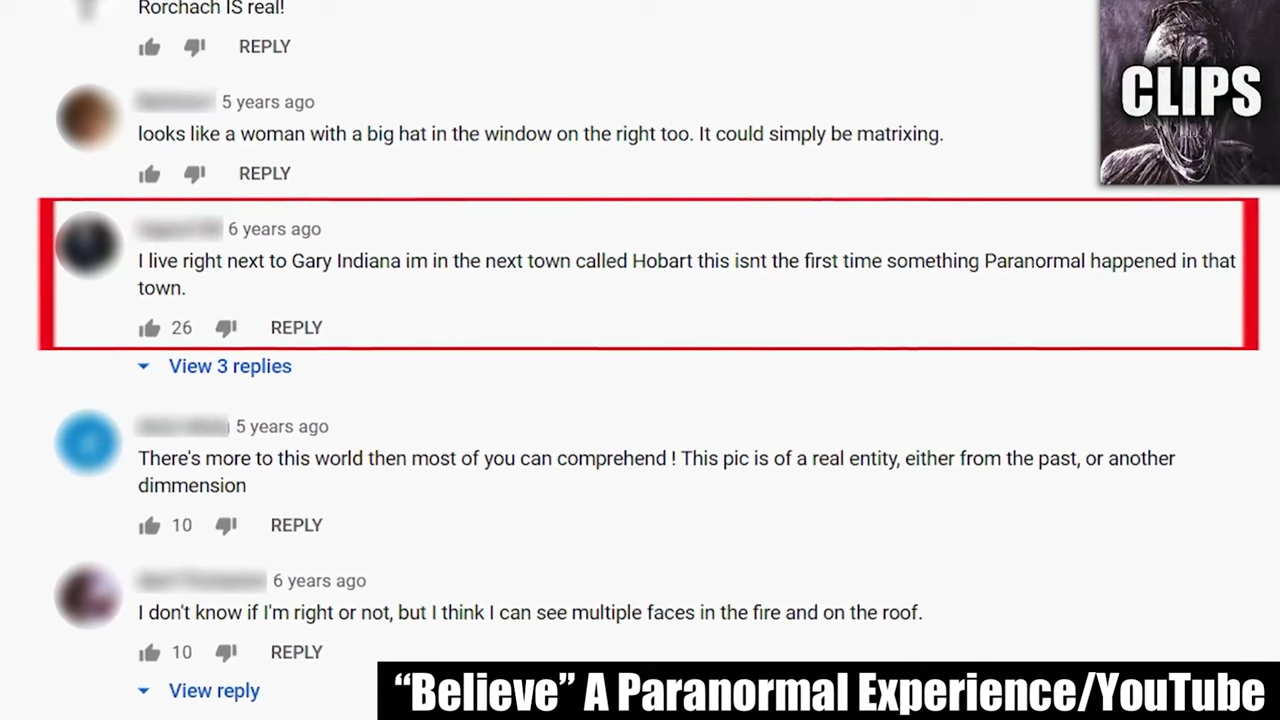 Rorchach IS real!
REPLY
CLIPS
5 years ago
looks like a woman with a big hat in the window on the right too. It could simply be matrixing.
REPLY
6 years ago
I live right next to Gary Indiana im in the next town called Hobart this isnt the first time something Paranormal happened in that
town.
26 REPLY
View 3 replies
5 years ago
There's more to this world then most of you can comprehend ! This pic is of a real entity, either from the past, or another
dimmension
10 REPLY
6 years ago
I don't know if I'm right or not, but I think I can see multiple faces in the fire and on the roof.
10 REPLY
View reply
“Believe” A Paranormal Experience/YouTube